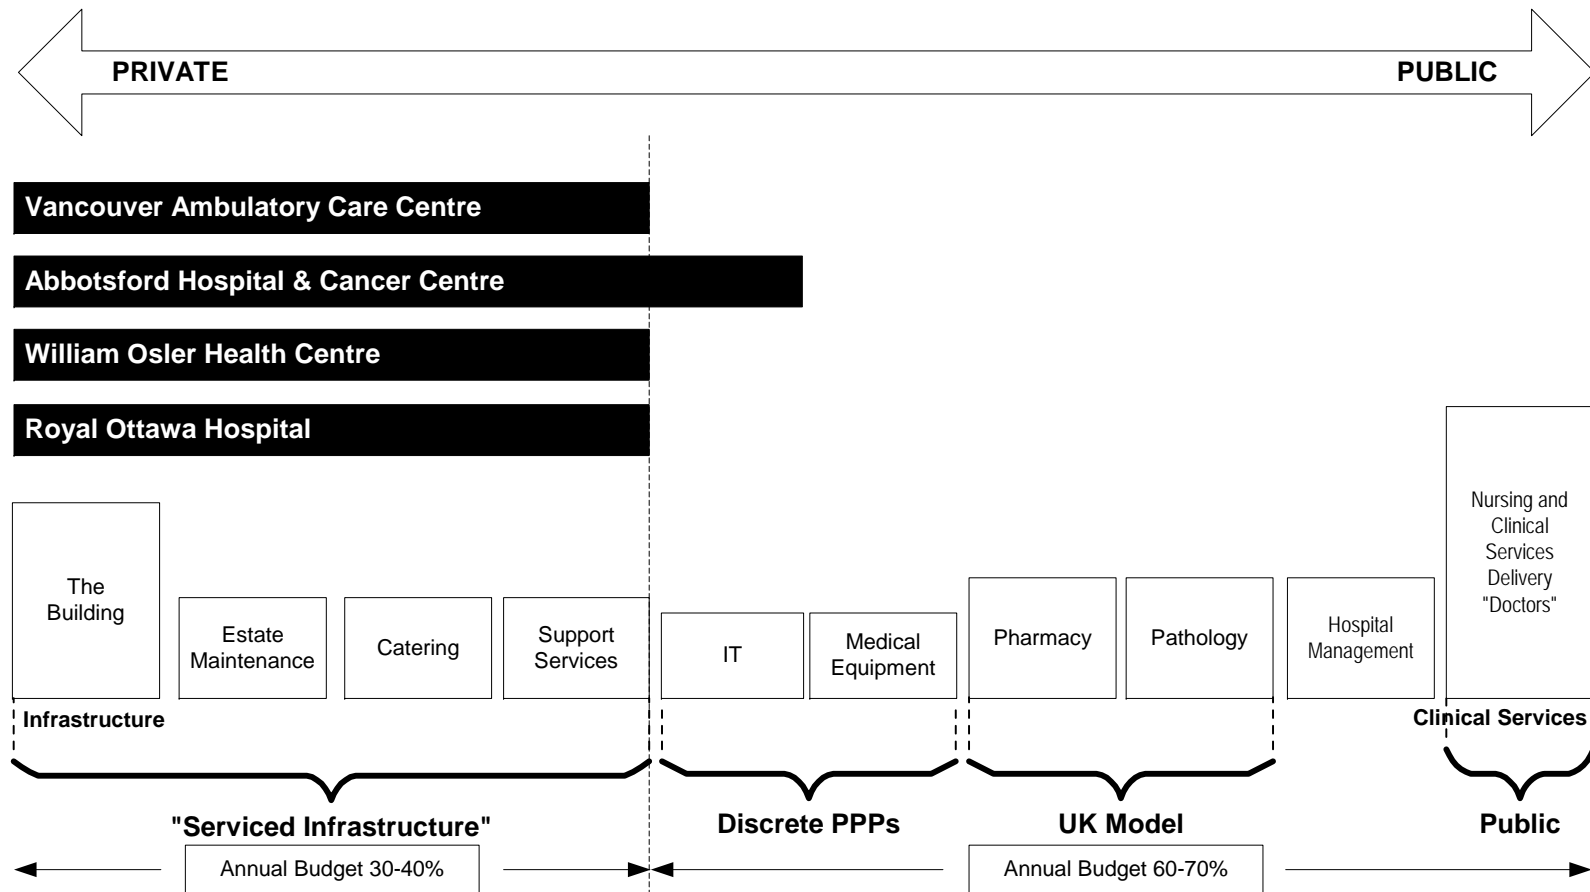 PRIVATE
PUBLIC
Vancouver Ambulatory Care Centre
Abbotsford Hospital & Cancer Centre
William Osler Health Centre
Royal Ottawa Hospital
The
Building
Estate
Maintenance
Catering
Support
Services
IT
Medical
Equipment
Pharmacy
Pathology
Hospital
Management
Nursing and
Clinical
Services
Delivery
"Doctors"
Infrastructure
Clinical Services
"Serviced Infrastructure"
Discrete PPPs
UK Model
Public
Annual Budget 30-40%
Annual Budget 60-70%